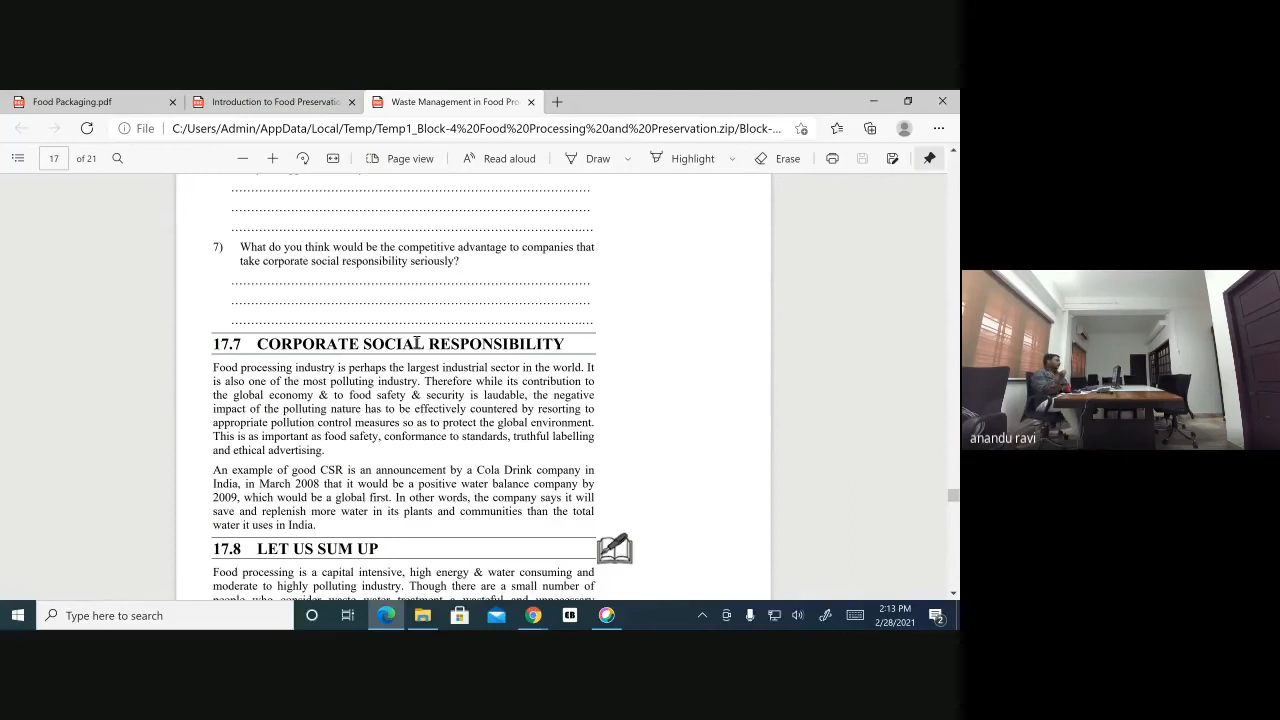 Food Packaging.pdf
Introduction to Food Preservatio
Waste Management in Food Pro
File
C:/Users/Admin/AppData/Local/Temp/Temp1_Block-4%20Food%20Processing%20and%20Preservation.zip/Block-...
17 of 21
Page view
Read aloud
Draw
Highlight
Erase
7) What do you think would be the competitive advantage to companies that
take corporate social responsibility seriously?
17.7 CORPORATE SOCIAL RESPONSIBILITY
Food processing industry is perhaps the largest industrial sector in the world. It
is also one of the most polluting industry. Therefore while its contribution to
the global economy & to food safety & security is laudable, the negative
impact of the polluting nature has to be effectively countered by resorting to
appropriate pollution control measures so as to protect the global environment.
This is as important as food safety, conformance to standards, truthful labelling
and ethical advertising.
An example of good CSR is an announcement by a Cola Drink company in
India, in March 2008 that it would be a positive water balance company by
2009, which would be a global first. In other words, the company says it will
save and replenish more water in its plants and communities than the total
water it uses in India.
17.8 LET US SUM UP
Food processing is a capital intensive, high energy & water consuming and
moderate to highly polluting industry. Though there are a small number of
people who consider waste water treatment a wasteful and unnecessary
anandu ravi
Type here to search
2:13 PM
2/28/2021
2